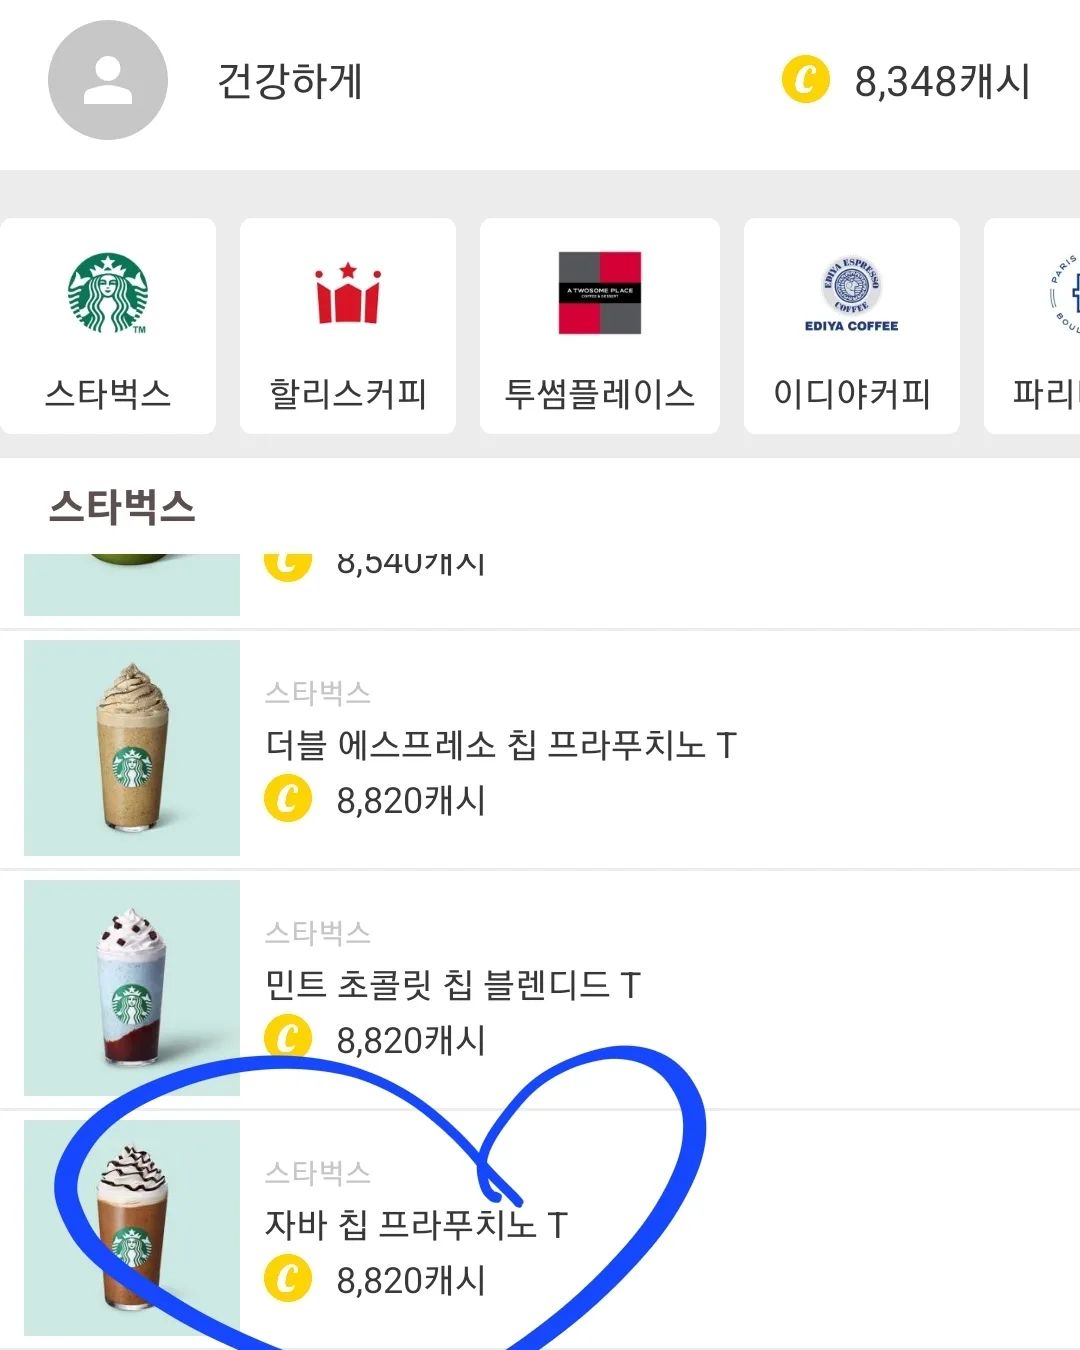 건강하게
8,348캐시
TM
A TWOSOME PLACE
COFFEE & DESSERT
EDIYA ESPRESSO
COFFEE
EDIYA COFFEE
PARIS
스타벅스
할리스커피
투썸플레이스
이디야커피
파리
스타벅스
8,540캐시
스타벅스
더블 에스프레소 칩 프라푸치노 T
8,820캐시
스타벅스
민트 초콜릿 칩 블렌디드 T
8,820캐시
스타벅스
자바 칩 프라푸치노 T
8,820캐시